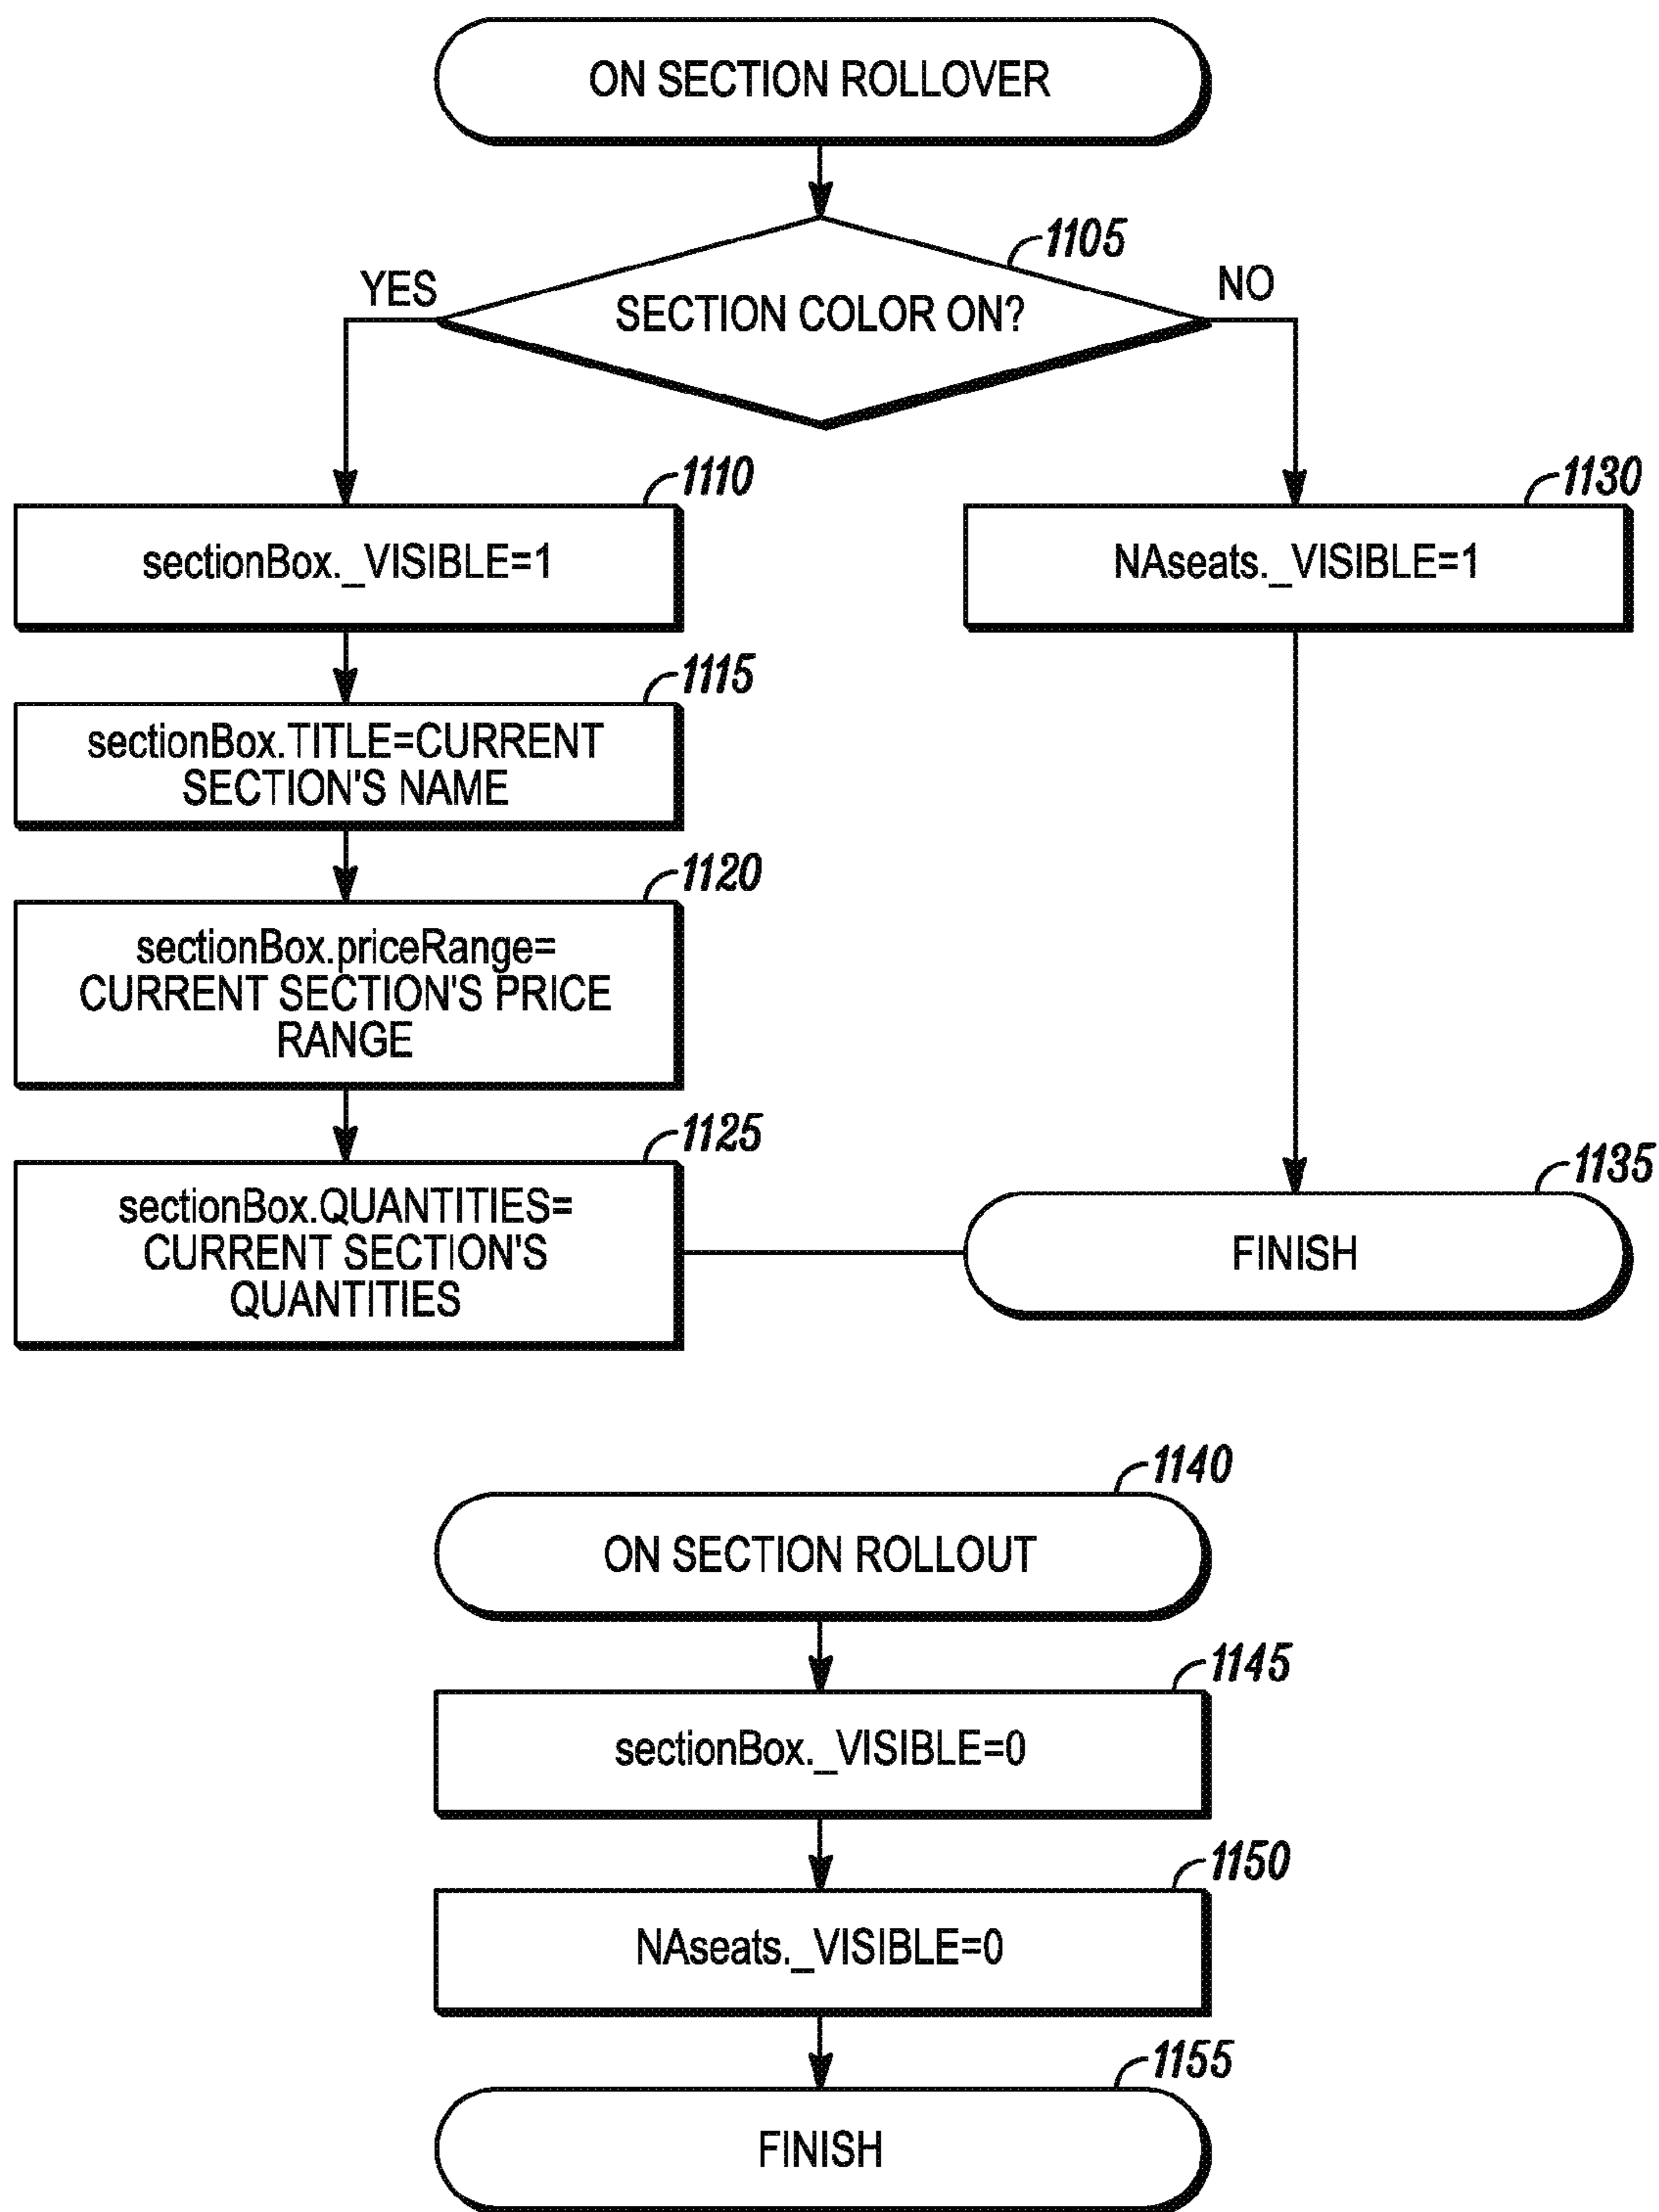 ON SECTION ROLLOVER
1105
YES
NO
SECTION COLOR ON?
1110
sectionBox._VISIBLE=1
1130
NAseats._VISIBLE=1
1115
sectionBox.TITLE=CURRENT
SECTION'S NAME
1120
sectionBox.priceRange=
CURRENT SECTION'S PRICE
RANGE
1125
sectionBox.QUANTITIES=
CURRENT SECTION'S
QUANTITIES
1135
FINISH
1140
ON SECTION ROLLOUT
1145
sectionBox._VISIBLE=0
1150
NAseats._VISIBLE=0
1155
FINISH